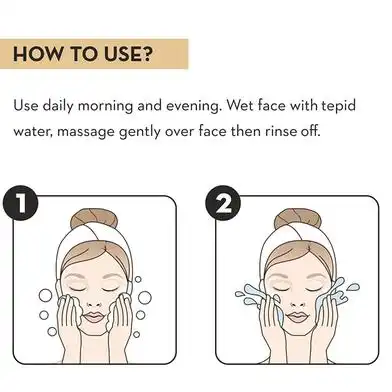 HOW TO USE?
Use daily morning and evening. Wet face with tepid
water, massage gently over face then rinse off.
1
2